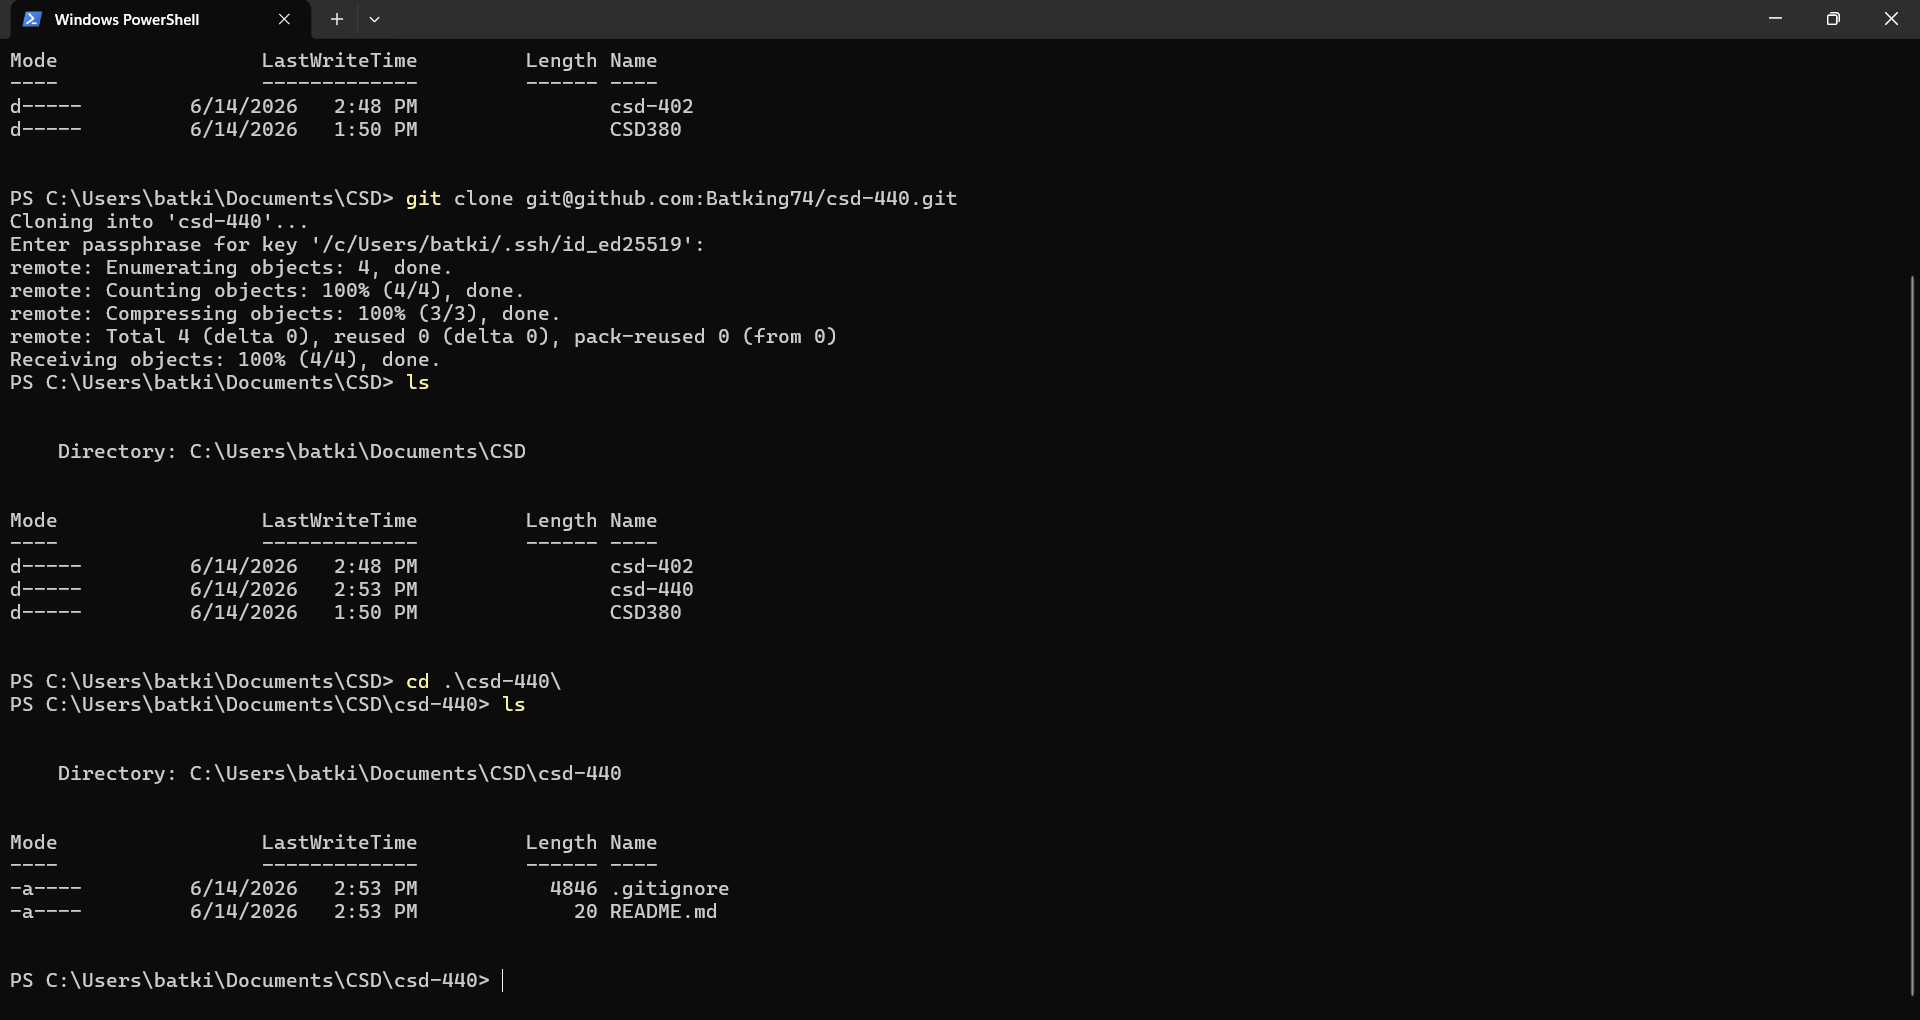 Windows PowerShell
Mode                 LastWriteTime         Length Name
----                 -------------         ------ ----
d-----         6/14/2026   2:48 PM                csd-402
d-----         6/14/2026   1:50 PM                CSD380
PS C:\Users\batki\Documents\CSD> git clone git@github.com:Batking74/csd-440.git
Cloning into 'csd-440'...
Enter passphrase for key '/c/Users/batki/.ssh/id_ed25519':
remote: Enumerating objects: 4, done.
remote: Counting objects: 100% (4/4), done.
remote: Compressing objects: 100% (3/3), done.
remote: Total 4 (delta 0), reused 0 (delta 0), pack-reused 0 (from 0)
Receiving objects: 100% (4/4), done.
PS C:\Users\batki\Documents\CSD> ls
    Directory: C:\Users\batki\Documents\CSD
Mode                 LastWriteTime         Length Name
----                 -------------         ------ ----
d-----         6/14/2026   2:48 PM                csd-402
d-----         6/14/2026   2:53 PM                csd-440
d-----         6/14/2026   1:50 PM                CSD380
PS C:\Users\batki\Documents\CSD> cd .\csd-440\
PS C:\Users\batki\Documents\CSD\csd-440> ls
    Directory: C:\Users\batki\Documents\CSD\csd-440
Mode                 LastWriteTime         Length Name
----                 -------------         ------ ----
-a----         6/14/2026   2:53 PM           4846 .gitignore
-a----         6/14/2026   2:53 PM             20 README.md
PS C:\Users\batki\Documents\CSD\csd-440>